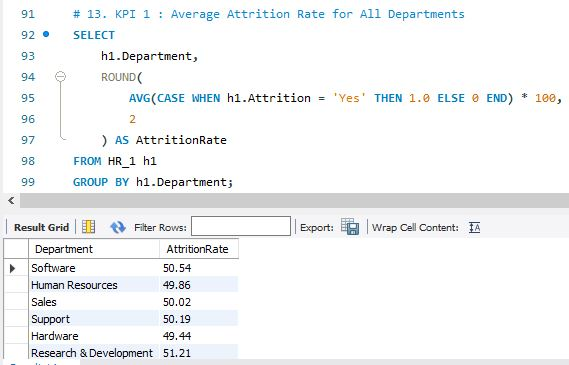 91 # 13. KPI 1 : Average Attrition Rate for All Departments
92 SELECT
93 h1.Department,
94 ROUND(
95 AVG(CASE WHEN h1.Attrition = 'Yes' THEN 1.0 ELSE 0 END) * 100,
96 2
97 ) AS AttritionRate
98 FROM HR_1 h1
99 GROUP BY h1.Department;
Result Grid Filter Rows: Export: Wrap Cell Content: IA
Department AttritionRate
Software 50.54
Human Resources 49.86
Sales 50.02
Support 50.19
Hardware 49.44
Research & Development 51.21